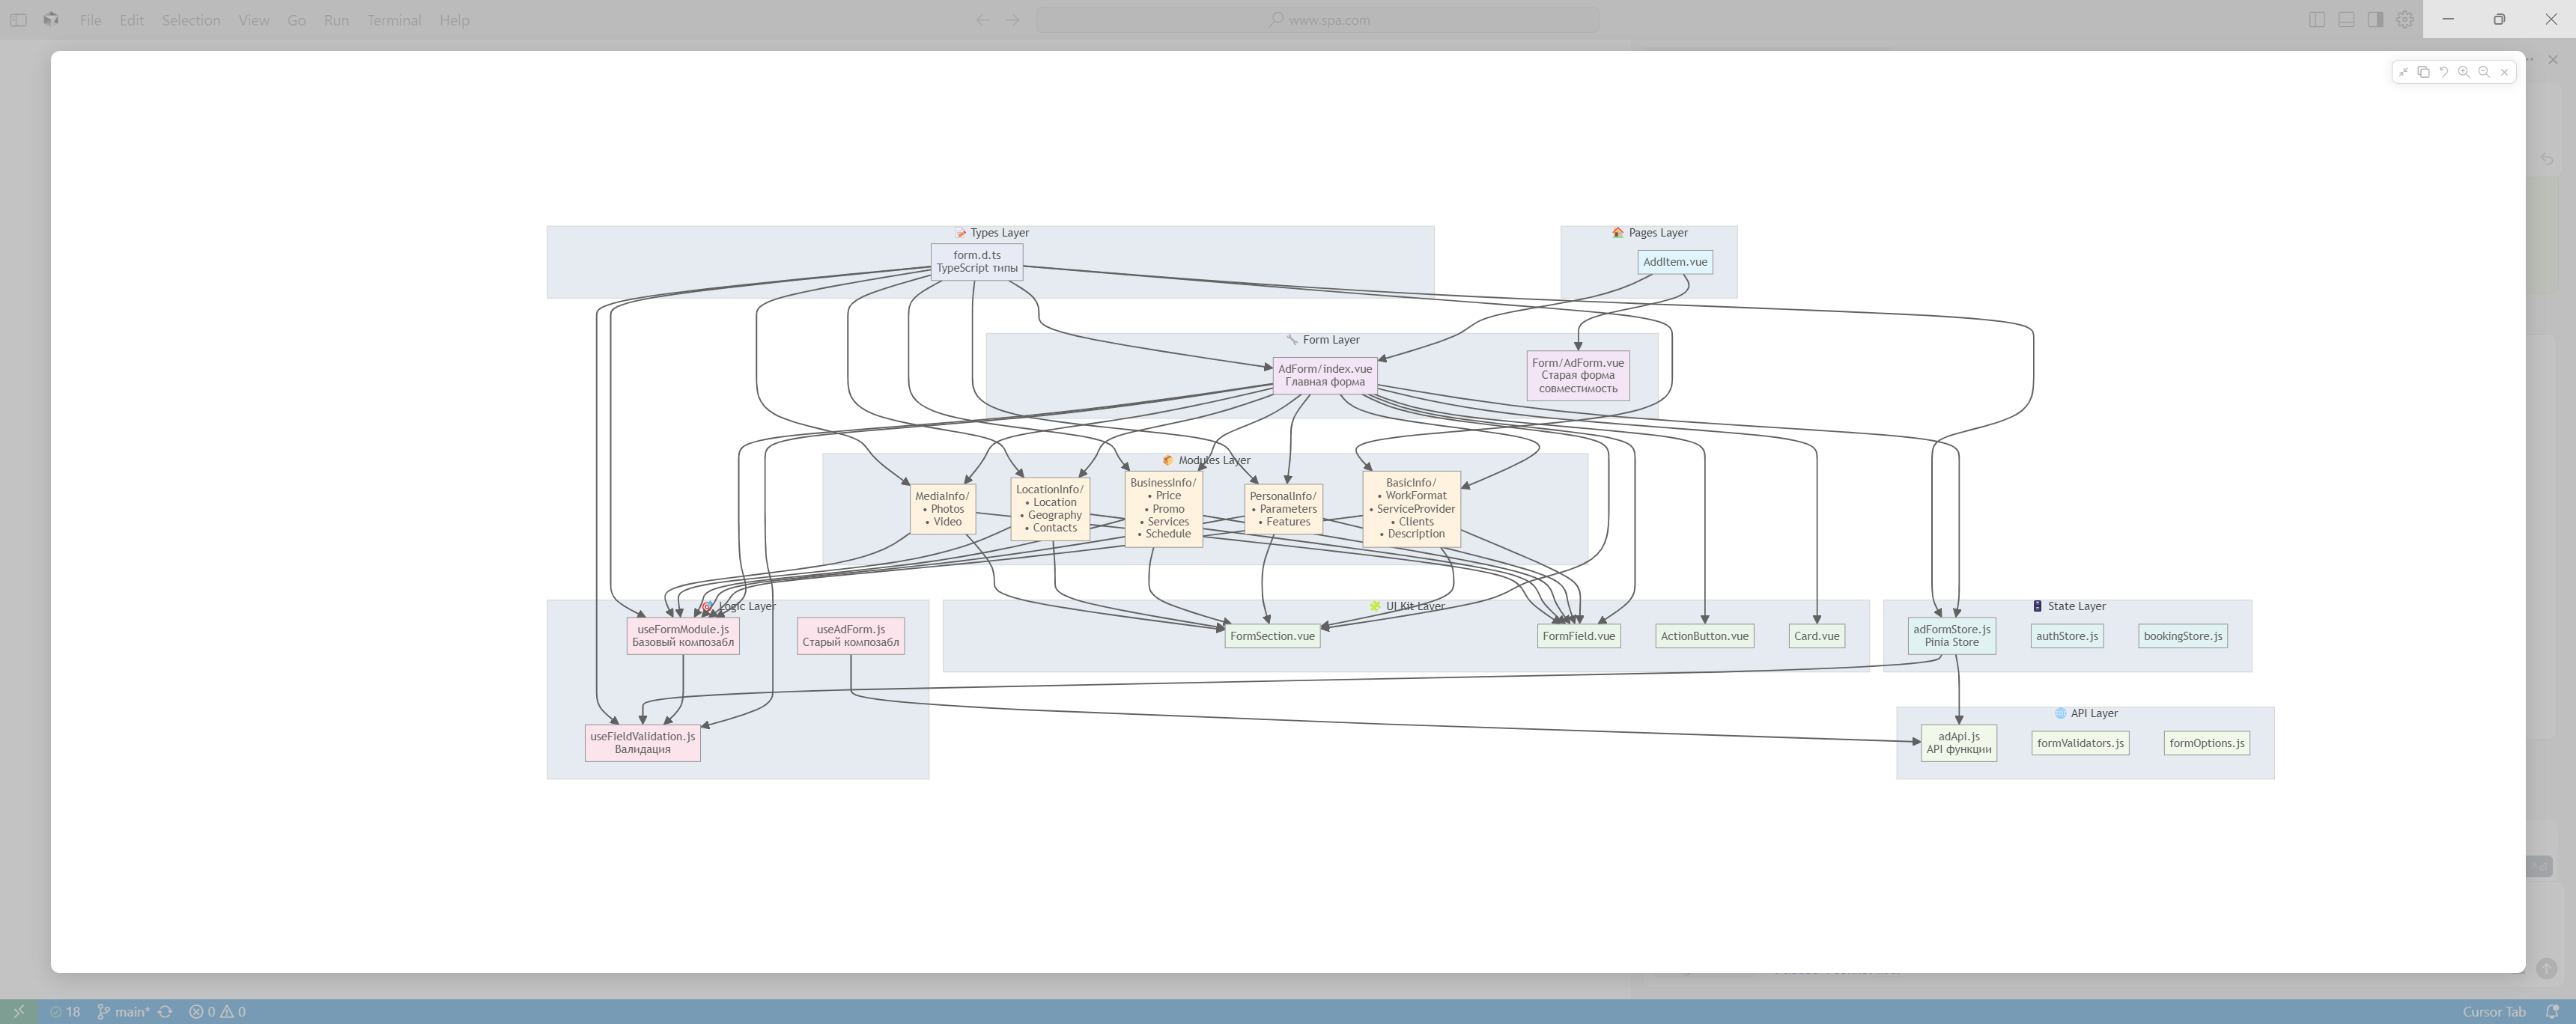 File Edit Selection View Go Run Terminal Help
www.spa.com
Types Layer
form.d.ts
TypeScript типы
Pages Layer
AddItem.vue
Form Layer
AdForm/index.vue
Главная форма
Form/AdForm.vue
Старая форма
совместимость
Modules Layer
MediaInfo/
• Photos
• Video
LocationInfo/
• Location
• Geography
• Contacts
BusinessInfo/
• Price
• Promo
• Services
• Schedule
PersonalInfo/
• Parameters
• Features
BasicInfo/
• WorkFormat
• ServiceProvider
• Clients
• Description
Logic Layer
useFormModule.js
Базовый композабл
useAdForm.js
Старый композабл
useFieldValidation.js
Валидация
UI Kit Layer
FormSection.vue
FormField.vue
ActionButton.vue
Card.vue
State Layer
adFormStore.js
Pinia Store
authStore.js
bookingStore.js
API Layer
adApi.js
API функции
formValidators.js
formOptions.js
18 main* 0 0
Cursor Tab